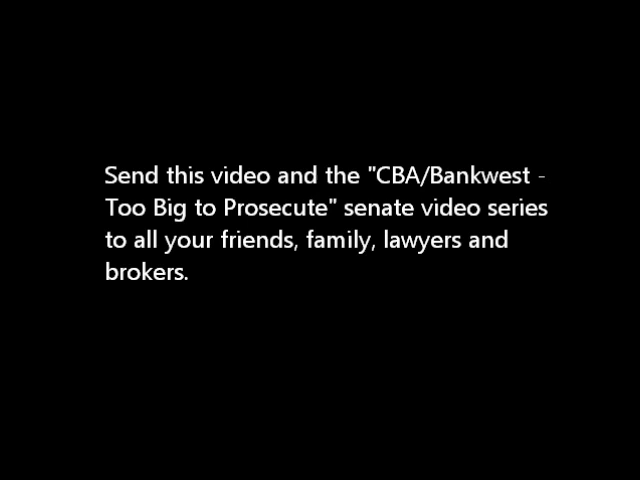 Send this video and the "CBA/Bankwest -
Too Big to Prosecute" senate video series
to all your friends, family, lawyers and
brokers.